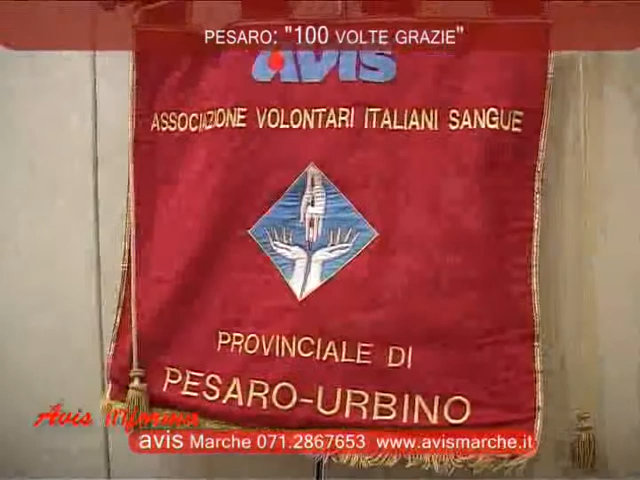 PESARO: "100 VOLTE GRAZIE"
AVIS
ASSOCIAZIONE VOLONTARI ITALIANI SANGUE
PROVINCIALE DI
PESARO-URBINO
Avis
avis Marche 071.2867653 www.avismarche.it